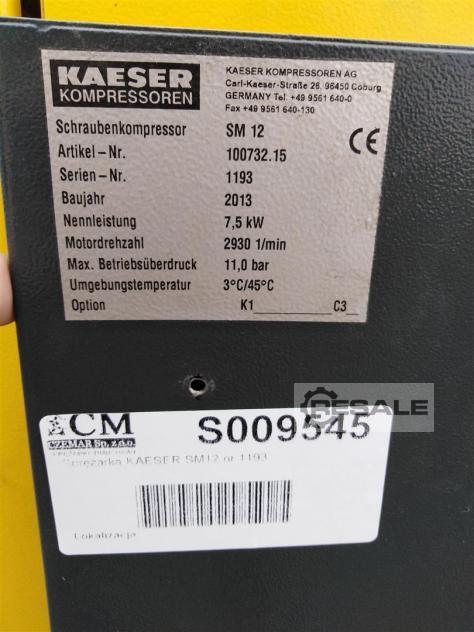 KAESER
KOMPRESSOREN
KAESER KOMPRESSOREN AG
Carl-Kaeser-Straße 26, 96450 Coburg
GERMANY Tel. +49 9561 640-0
Fax +49 9561 640-130
Schraubenkompressor SM 12
CE
Artikel-Nr. 100732.15
Serien-Nr. 1193
Baujahr 2013
Nennleistung 7,5 kW
Motordrehzahl 2930 1/min
Max. Betriebsüberdruck 11,0 bar
Umgebungstemperatur 3°C/45°C
Option K1__________C3__
RESALE
CM
CZEMAR Sp. z.o.o.
S009545
Sprężarka KAESER SM12 nr 1193
Lokalizacja